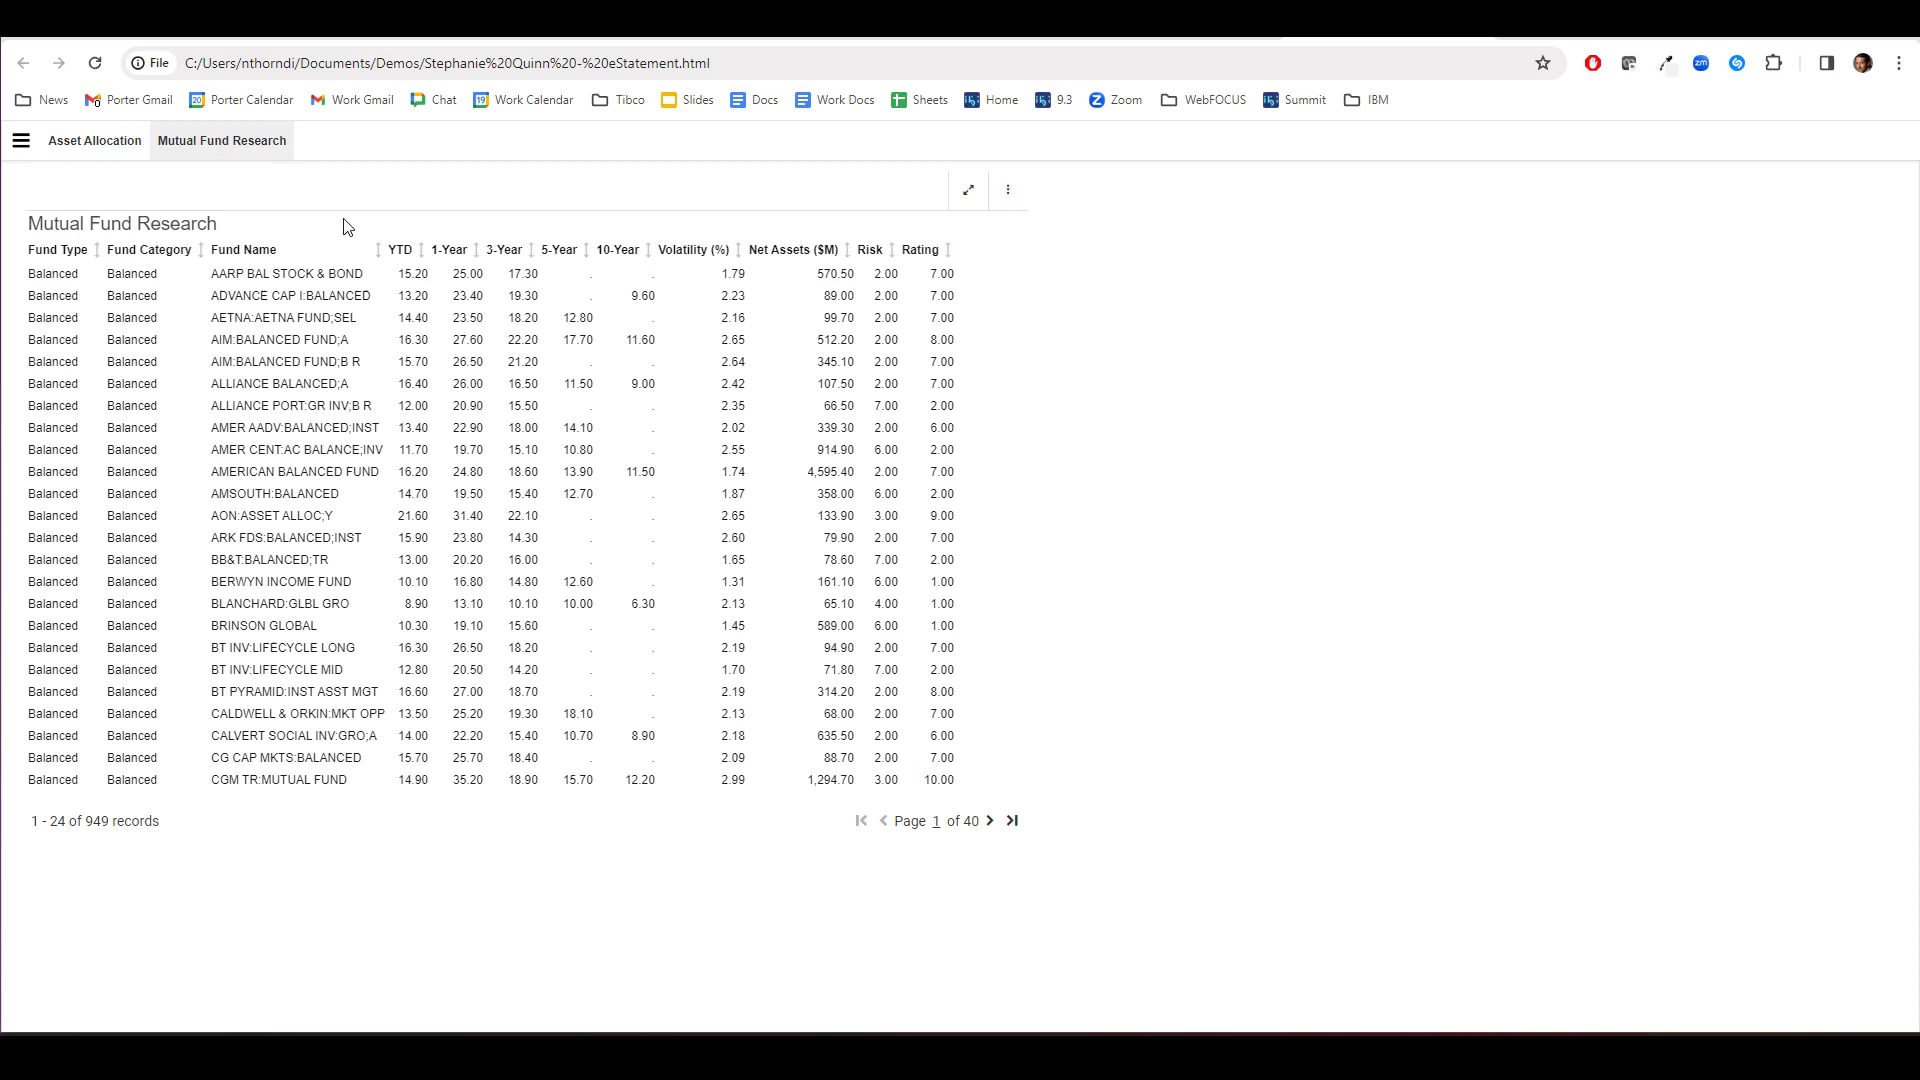 File C:/Users/nthorndi/Documents/Demos/Stephanie%20Quinn%20-%20eStatement.html
News Porter Gmail Porter Calendar Work Gmail Chat Work Calendar Tibco Slides Docs Work Docs Sheets Home 9.3 Zoom WebFOCUS Summit IBM
Asset Allocation Mutual Fund Research
Mutual Fund Research
Fund Type Fund Category Fund Name YTD 1-Year 3-Year 5-Year 10-Year Volatility (%) Net Assets ($M) Risk Rating
Balanced Balanced AARP BAL STOCK & BOND 15.20 25.00 17.30 . . 1.79 570.50 2.00 7.00
Balanced Balanced ADVANCE CAP I:BALANCED 13.20 23.40 19.30 . 9.60 2.23 89.00 2.00 7.00
Balanced Balanced AETNA:AETNA FUND;SEL 14.40 23.50 18.20 12.80 . 2.16 99.70 2.00 7.00
Balanced Balanced AIM:BALANCED FUND;A 16.30 27.60 22.20 17.70 11.60 2.65 512.20 2.00 8.00
Balanced Balanced AIM:BALANCED FUND;B R 15.70 26.50 21.20 . . 2.64 345.10 2.00 7.00
Balanced Balanced ALLIANCE BALANCED;A 16.40 26.00 16.50 11.50 9.00 2.42 107.50 2.00 7.00
Balanced Balanced ALLIANCE PORT:GR INV;B R 12.00 20.90 15.50 . . 2.35 66.50 7.00 2.00
Balanced Balanced AMER AADV:BALANCED;INST 13.40 22.90 18.00 14.10 . 2.02 339.30 2.00 6.00
Balanced Balanced AMER CENT:AC BALANCE;INV 11.70 19.70 15.10 10.80 . 2.55 914.90 6.00 2.00
Balanced Balanced AMERICAN BALANCED FUND 16.20 24.80 18.60 13.90 11.50 1.74 4,595.40 2.00 7.00
Balanced Balanced AMSOUTH:BALANCED 14.70 19.50 15.40 12.70 . 1.87 358.00 6.00 2.00
Balanced Balanced AON:ASSET ALLOC;Y 21.60 31.40 22.10 . . 2.65 133.90 3.00 9.00
Balanced Balanced ARK FDS:BALANCED;INST 15.90 23.80 14.30 . . 2.60 79.90 2.00 7.00
Balanced Balanced BB&T:BALANCED;TR 13.00 20.20 16.00 . . 1.65 78.60 7.00 2.00
Balanced Balanced BERWYN INCOME FUND 10.10 16.80 14.80 12.60 . 1.31 161.10 6.00 1.00
Balanced Balanced BLANCHARD:GLBL GRO 8.90 13.10 10.10 10.00 6.30 2.13 65.10 4.00 1.00
Balanced Balanced BRINSON GLOBAL 10.30 19.10 15.60 . . 1.45 589.00 6.00 1.00
Balanced Balanced BT INV:LIFECYCLE LONG 16.30 26.50 18.20 . . 2.19 94.90 2.00 7.00
Balanced Balanced BT INV:LIFECYCLE MID 12.80 20.50 14.20 . . 1.70 71.80 7.00 2.00
Balanced Balanced BT PYRAMID:INST ASST MGT 16.60 27.00 18.70 . . 2.19 314.20 2.00 8.00
Balanced Balanced CALDWELL & ORKIN:MKT OPP 13.50 25.20 19.30 18.10 . 2.13 68.00 2.00 7.00
Balanced Balanced CALVERT SOCIAL INV:GRO;A 14.00 22.20 15.40 10.70 8.90 2.18 635.50 2.00 6.00
Balanced Balanced CG CAP MKTS:BALANCED 15.70 25.70 18.40 . . 2.09 88.70 2.00 7.00
Balanced Balanced CGM TR:MUTUAL FUND 14.90 35.20 18.90 15.70 12.20 2.99 1,294.70 3.00 10.00
1 - 24 of 949 records Page 1 of 40